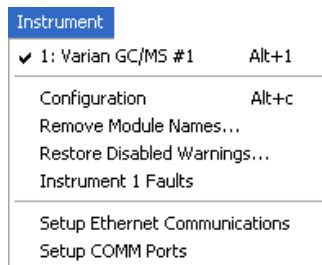 Instrument
1: Varian GC/MS #1 Alt+1
Configuration Alt+c
Remove Module Names...
Restore Disabled Warnings...
Instrument 1 Faults
Setup Ethernet Communications
Setup COMM Ports